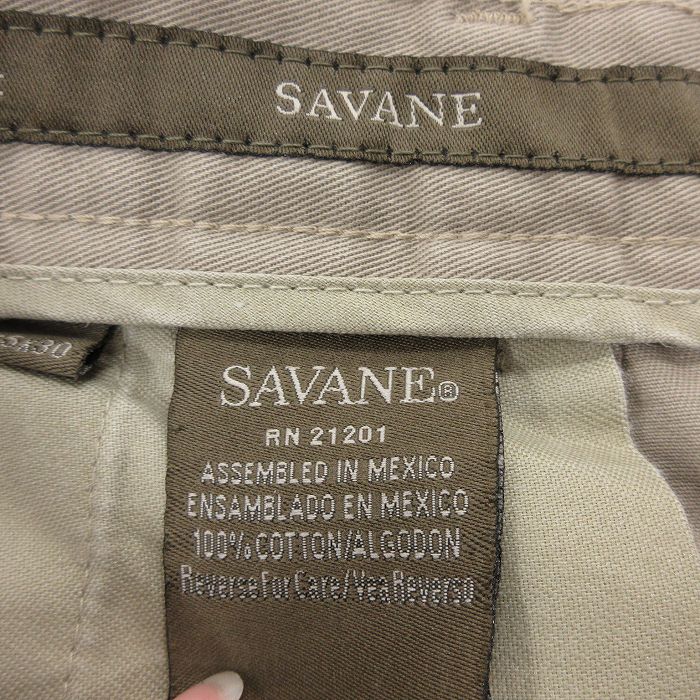 SAVANE
SAVANE®
RN 21201
ASSEMBLED IN MEXICO
ENSAMBLADO EN MEXICO
100% COTTON/ALGODON
Reverse For Care/Vea Reverso